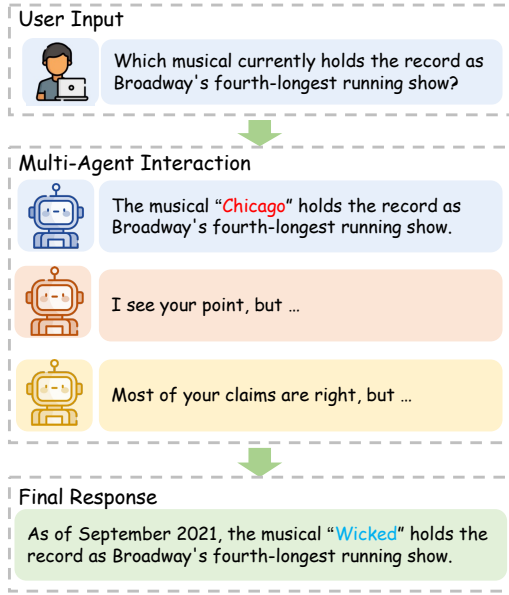 User Input
Which musical currently holds the record as
Broadway's fourth-longest running show?
Multi-Agent Interaction
The musical “Chicago” holds the record as
Broadway's fourth-longest running show.
I see your point, but …
Most of your claims are right, but …
Final Response
As of September 2021, the musical “Wicked” holds the
record as Broadway's fourth-longest running show.